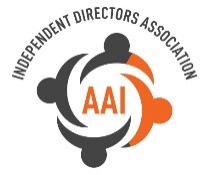 INDEPENDENT DIRECTORS ASSOCIATION
AAI